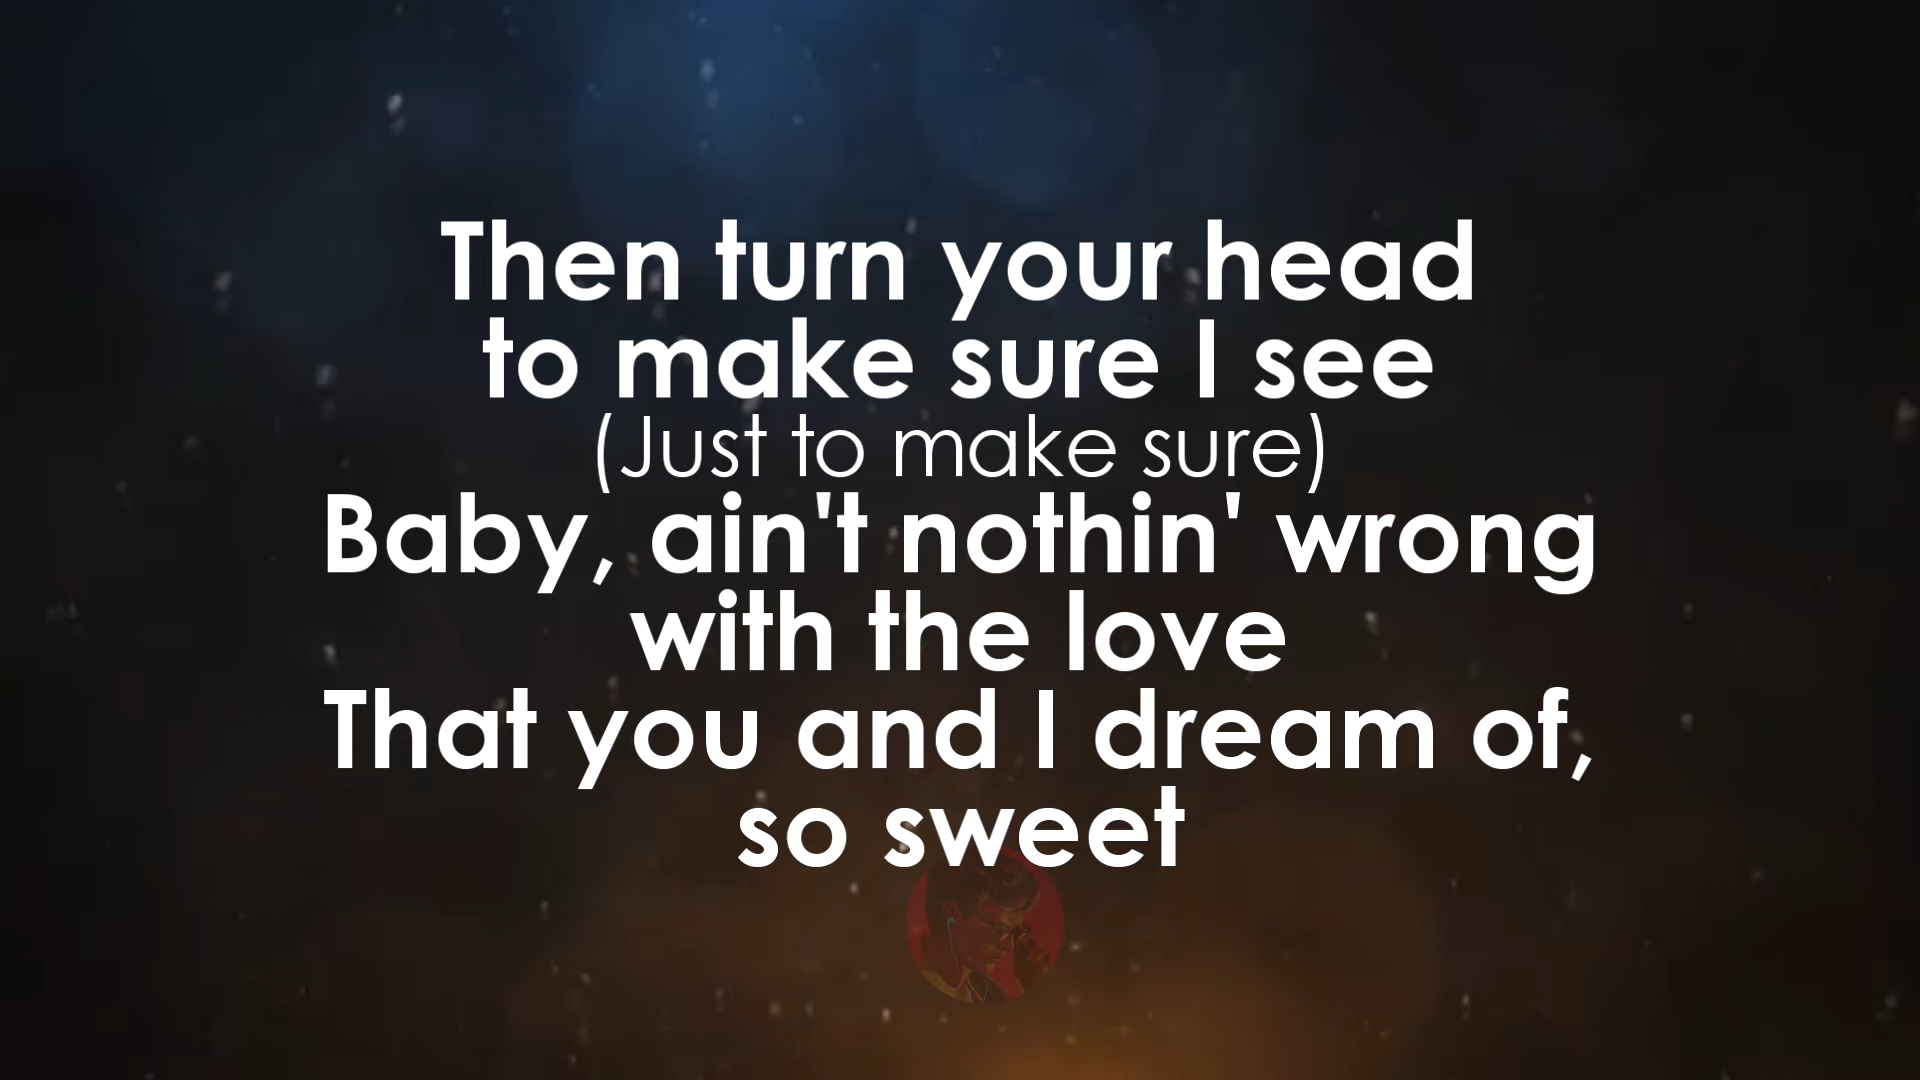 Then turn your head
to make sure I see
(Just to make sure)
Baby, ain't nothin' wrong
with the love
That you and I dream of,
so sweet